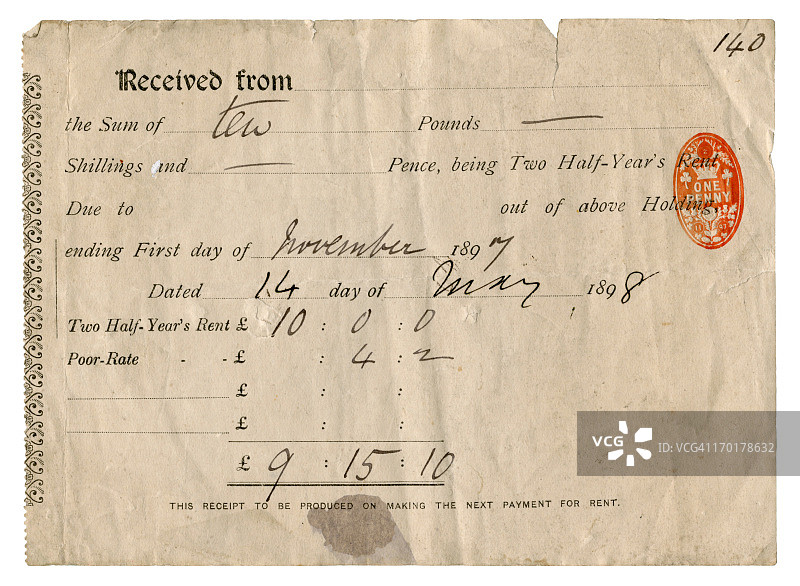 140
Received from
the Sum of ten Pounds —
Shillings and — Pence, being Two Half-Year's Rent
Due to out of above Holding,
ending First day of November 1897
Dated 14 day of May 1898
Two Half-Year's Rent £ 10 : 0 : 0
Poor-Rate - - £ : 4 : 2
£ : :
£ : :
£ 9 : 15 : 10
THIS RECEIPT TO BE PRODUCED ON MAKING THE NEXT PAYMENT FOR RENT.
ONE
PENNY
VCG
VCG.COM
ID: VCG41170178632